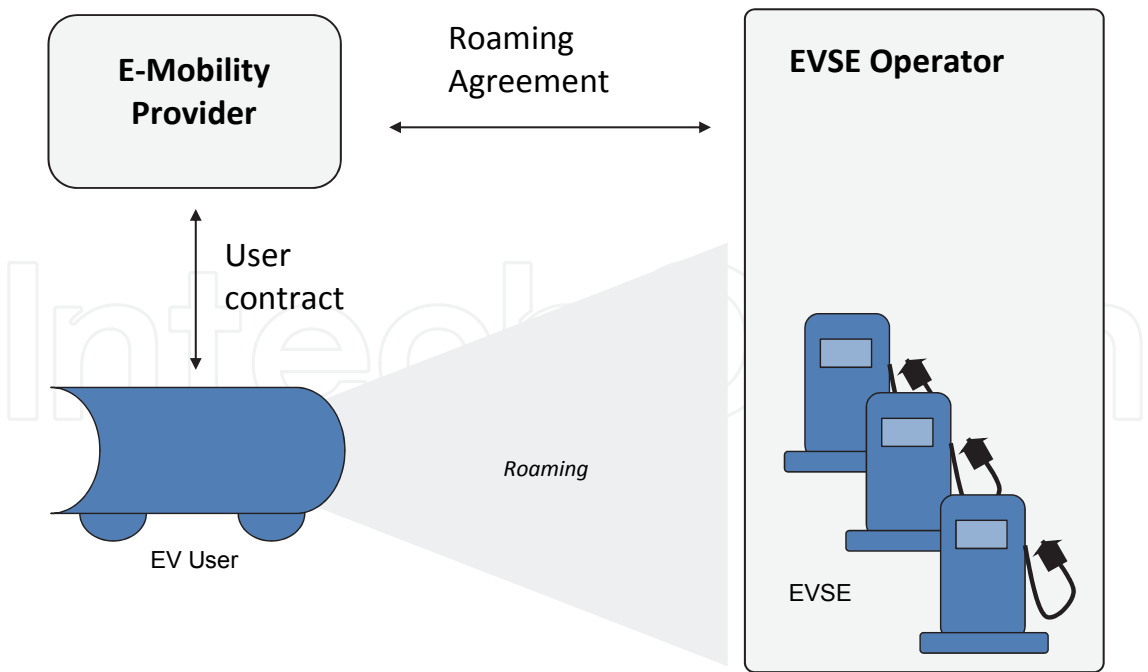 E-Mobility
Provider
Roaming
Agreement
EVSE Operator
User
contract
Roaming
EV User
EVSE